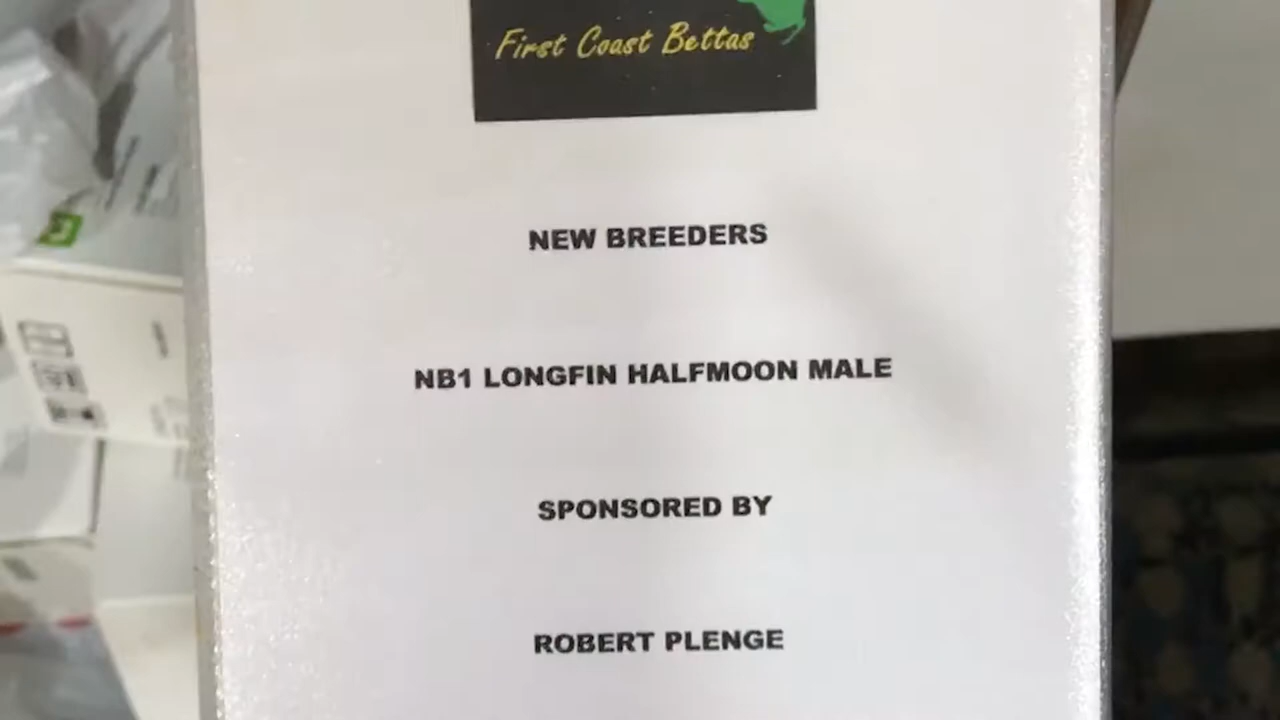 First Coast Bettas
NEW BREEDERS
NB1 LONGFIN HALFMOON MALE
SPONSORED BY
ROBERT PLENGE